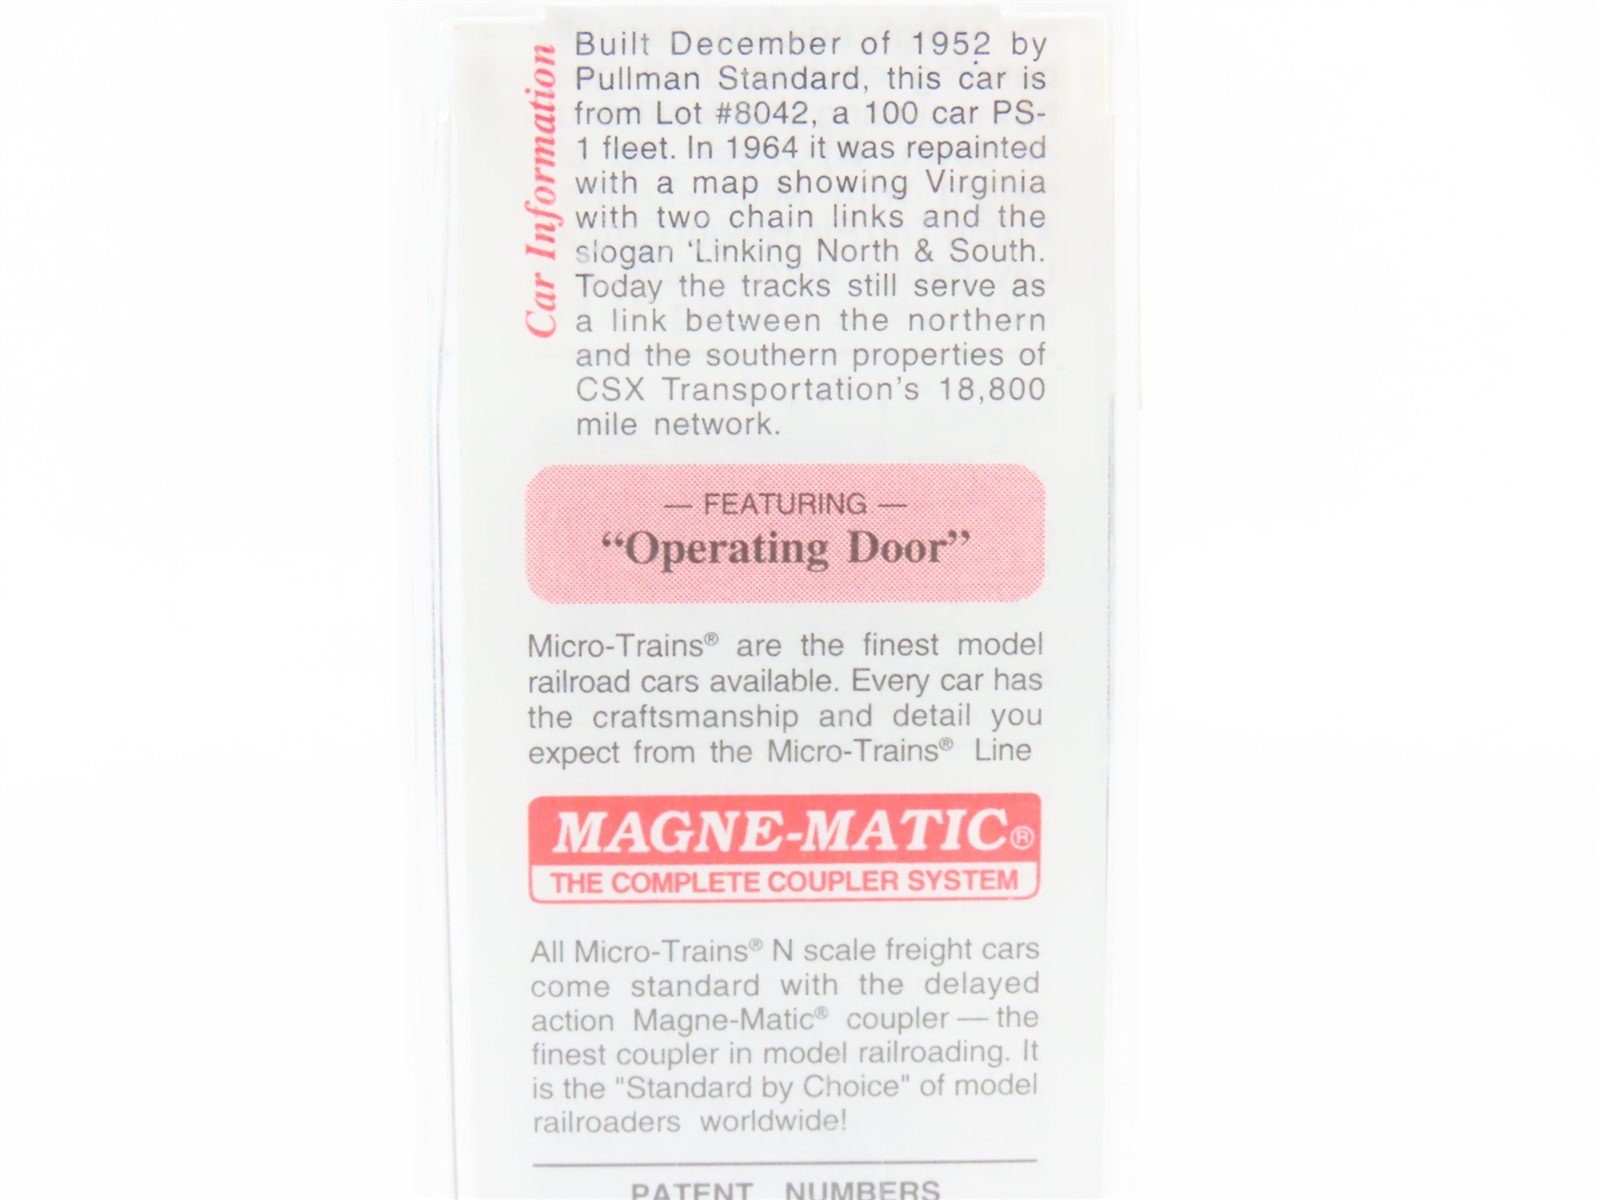 Car Information
Built December of 1952 by
Pullman Standard, this car is
from Lot #8042, a 100 car PS-
1 fleet. In 1964 it was repainted
with a map showing Virginia
with two chain links and the
slogan 'Linking North & South.
Today the tracks still serve as
a link between the northern
and the southern properties of
CSX Transportation's 18,800
mile network.
— FEATURING —
“Operating Door”
Micro-Trains® are the finest model
railroad cars available. Every car has
the craftsmanship and detail you
expect from the Micro-Trains® Line
MAGNE-MATIC®
THE COMPLETE COUPLER SYSTEM
All Micro-Trains® N scale freight cars
come standard with the delayed
action Magne-Matic® coupler — the
finest coupler in model railroading. It
is the "Standard by Choice" of model
railroaders worldwide!
PATENT NUMBERS